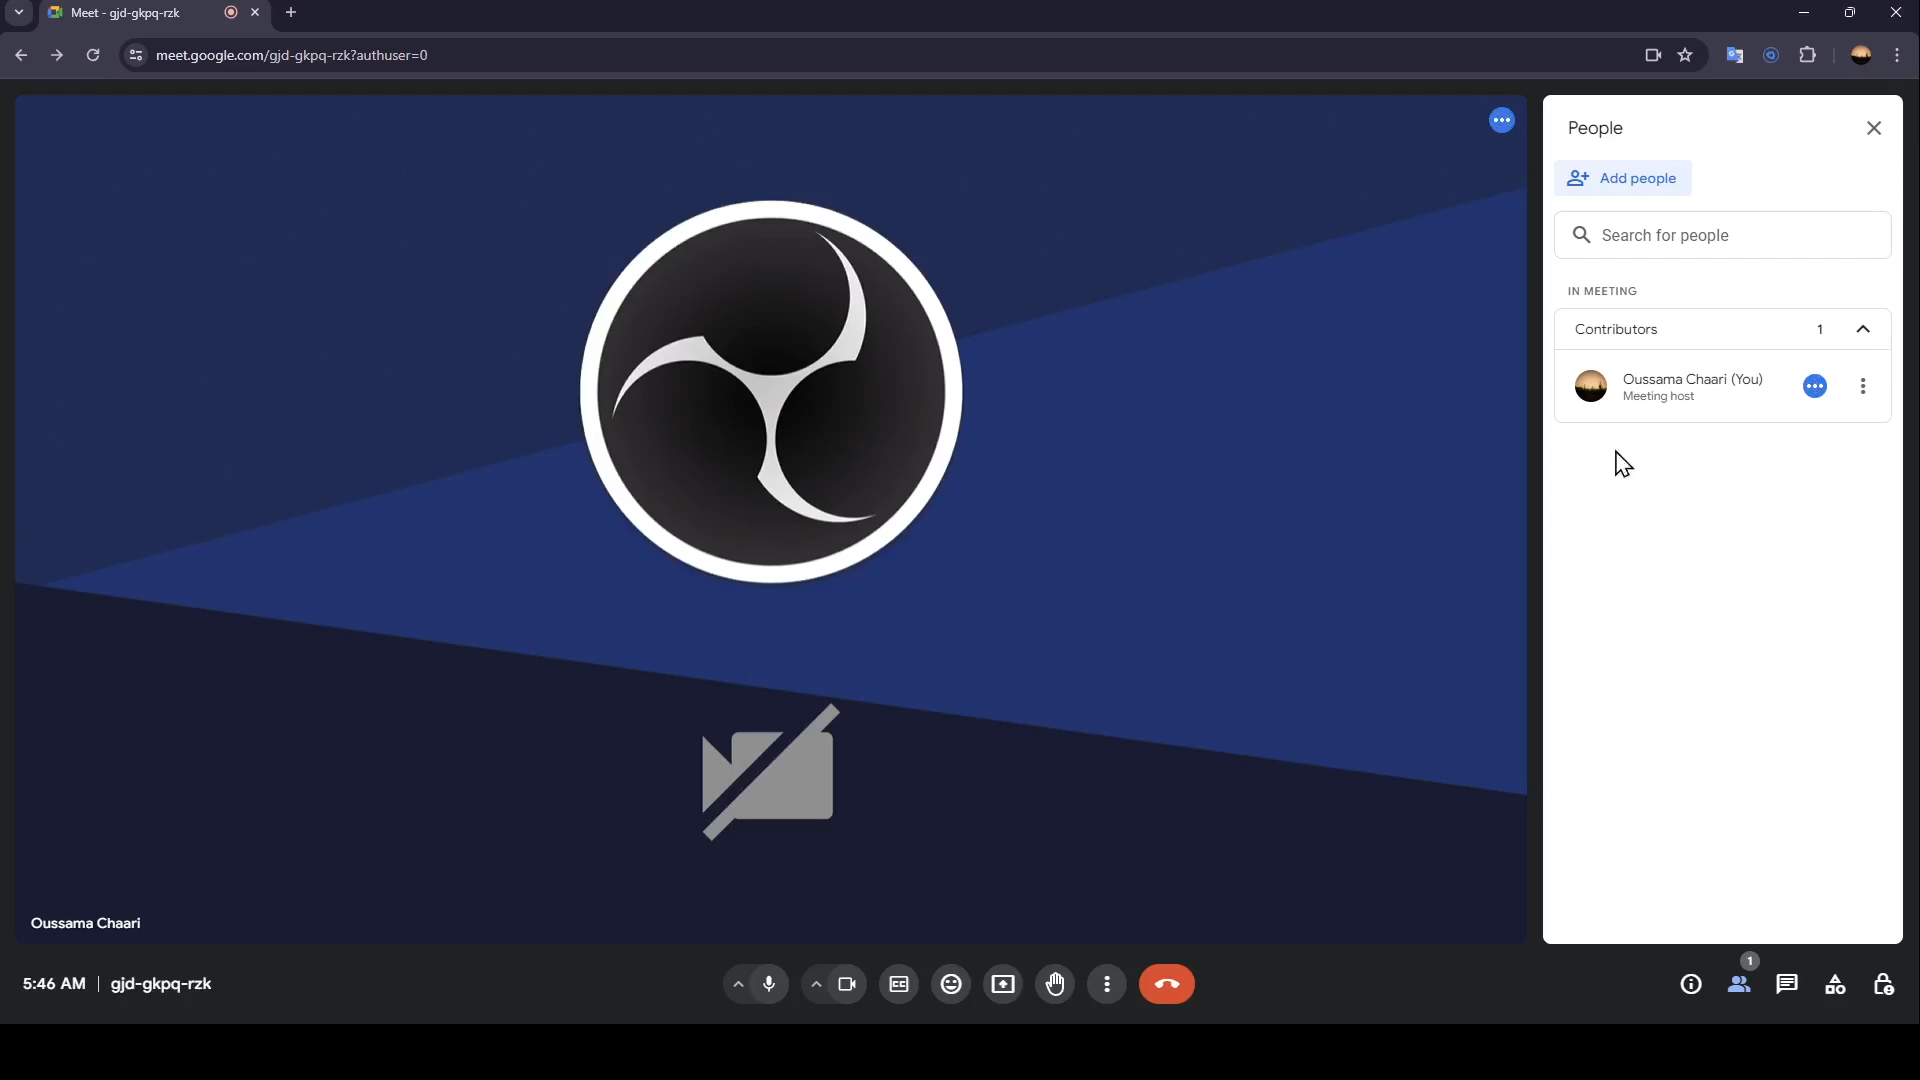 Meet - gjd-gkpq-rzk
meet.google.com/gjd-gkpq-rzk?authuser=0
People
Add people
Search for people
IN MEETING
Contributors 1
Oussama Chaari (You)
Meeting host
Oussama Chaari
5:46 AM | gjd-gkpq-rzk
CC
1